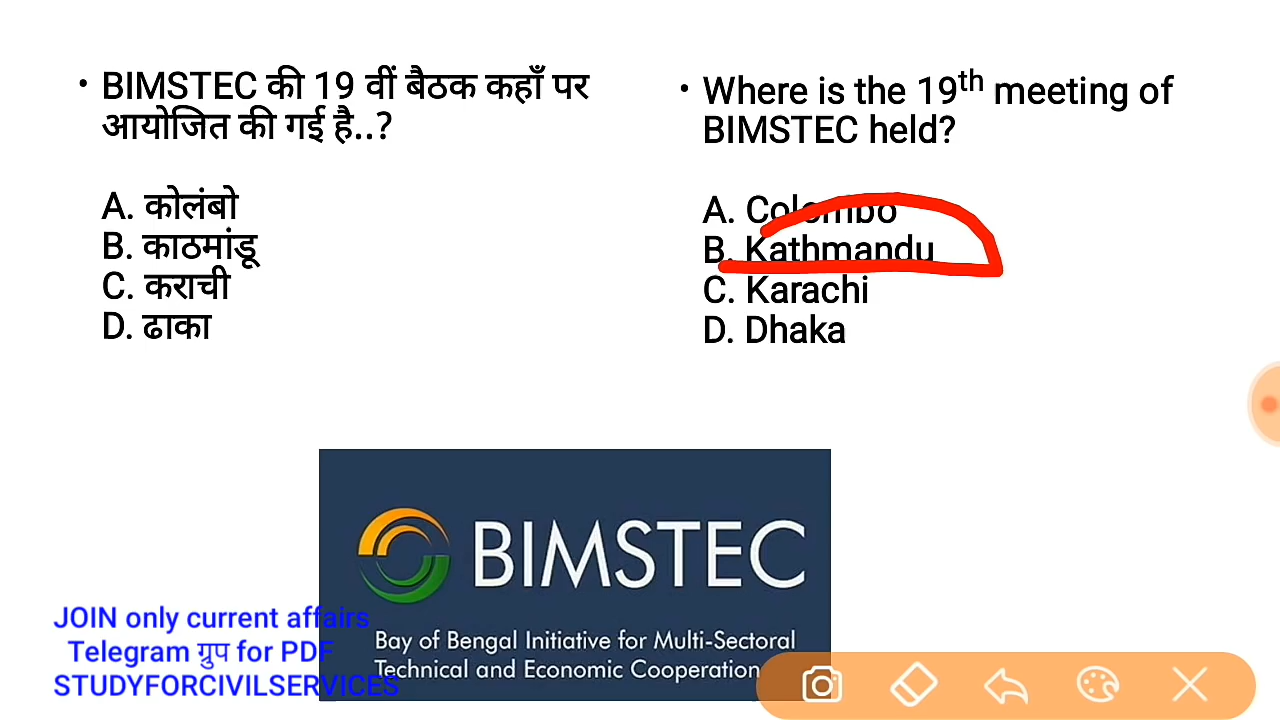 • BIMSTEC की 19 वीं बैठक कहाँ पर
आयोजित की गई है..?
A. कोलंबो
B. काठमांडू
C. कराची
D. ढाका
• Where is the 19th meeting of
BIMSTEC held?
A. Colombo
B. Kathmandu
C. Karachi
D. Dhaka
BIMSTEC
Bay of Bengal Initiative for Multi-Sectoral
Technical and Economic Cooperation
JOIN only current affairs
Telegram ग्रुप for PDF
STUDYFORCIVILSERVICES